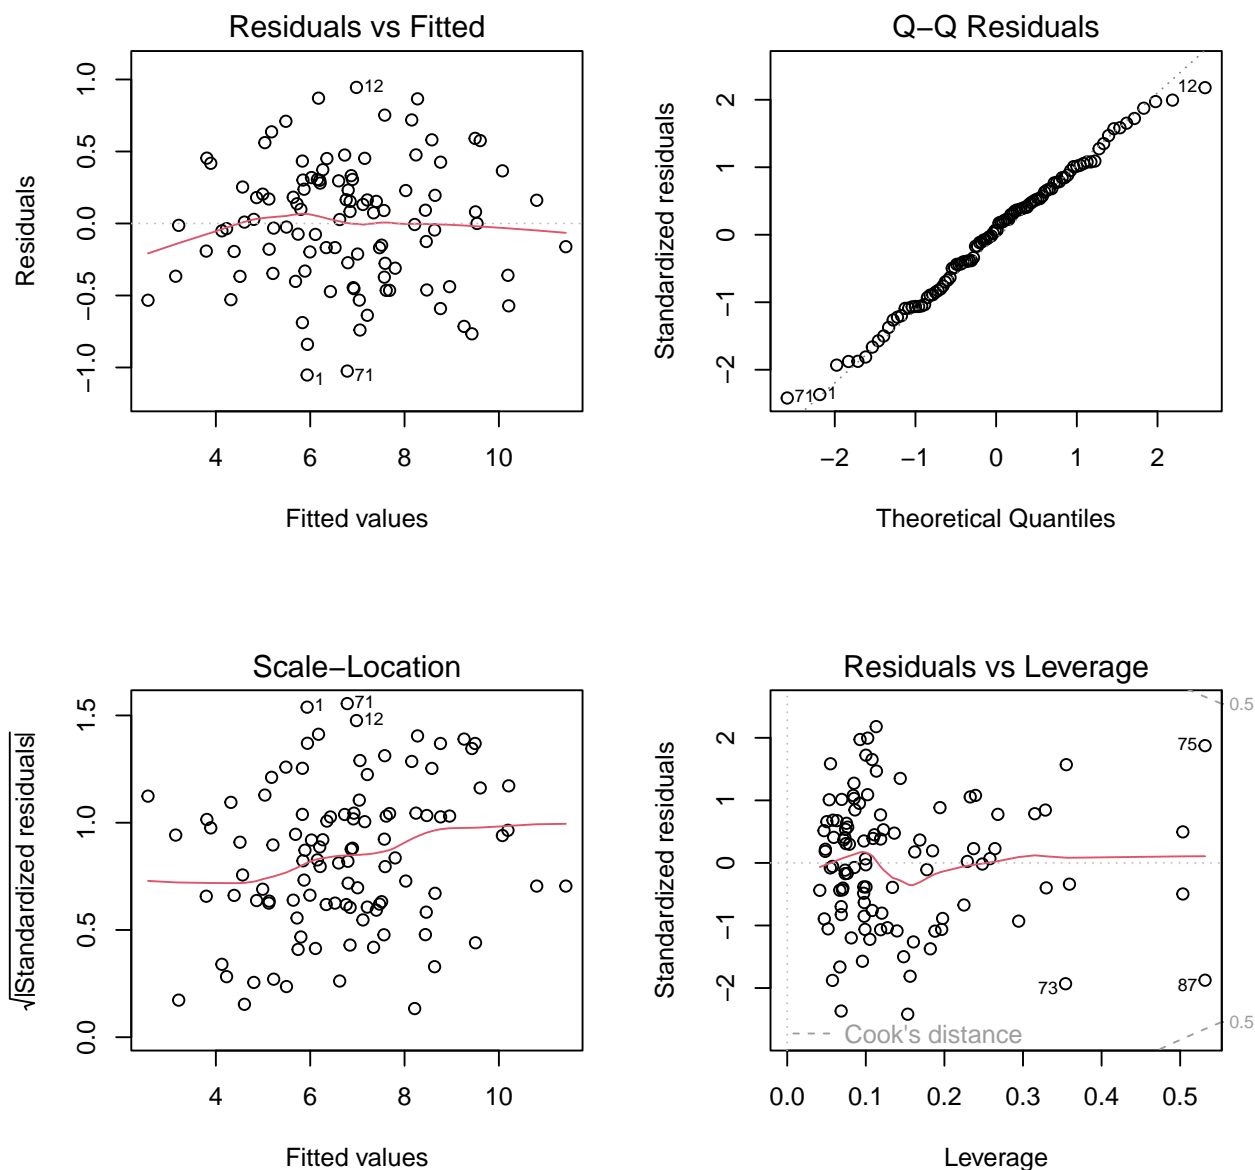 Residuals vs Fitted
Residuals
1.0
0.5
0.0
−0.5
−1.0
12
1
71
4 6 8 10
Fitted values
Q−Q Residuals
Standardized residuals
2
1
0
−1
−2
12
71
1
−2 −1 0 1 2
Theoretical Quantiles
Scale−Location
√|Standardized residuals|
1.5
1.0
0.5
0.0
1
71
12
4 6 8 10
Fitted values
Residuals vs Leverage
Standardized residuals
2
1
0
−1
−2
0.5
75
73
87
0.5
Cook's distance
0.0 0.1 0.2 0.3 0.4 0.5
Leverage